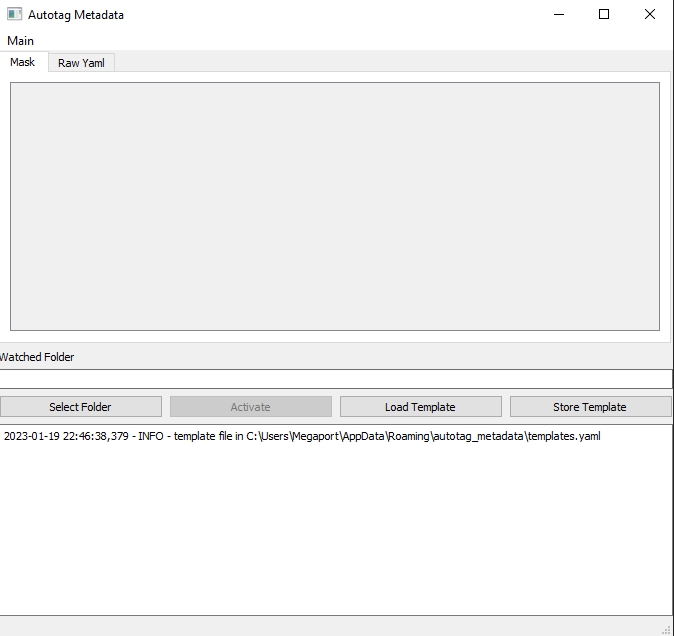 Autotag Metadata
Main
Mask Raw Yaml
Watched Folder
Select Folder Activate Load Template Store Template
2023-01-19 22:46:38,379 - INFO - template file in C:\Users\Megaport\AppData\Roaming\autotag_metadata\templates.yaml